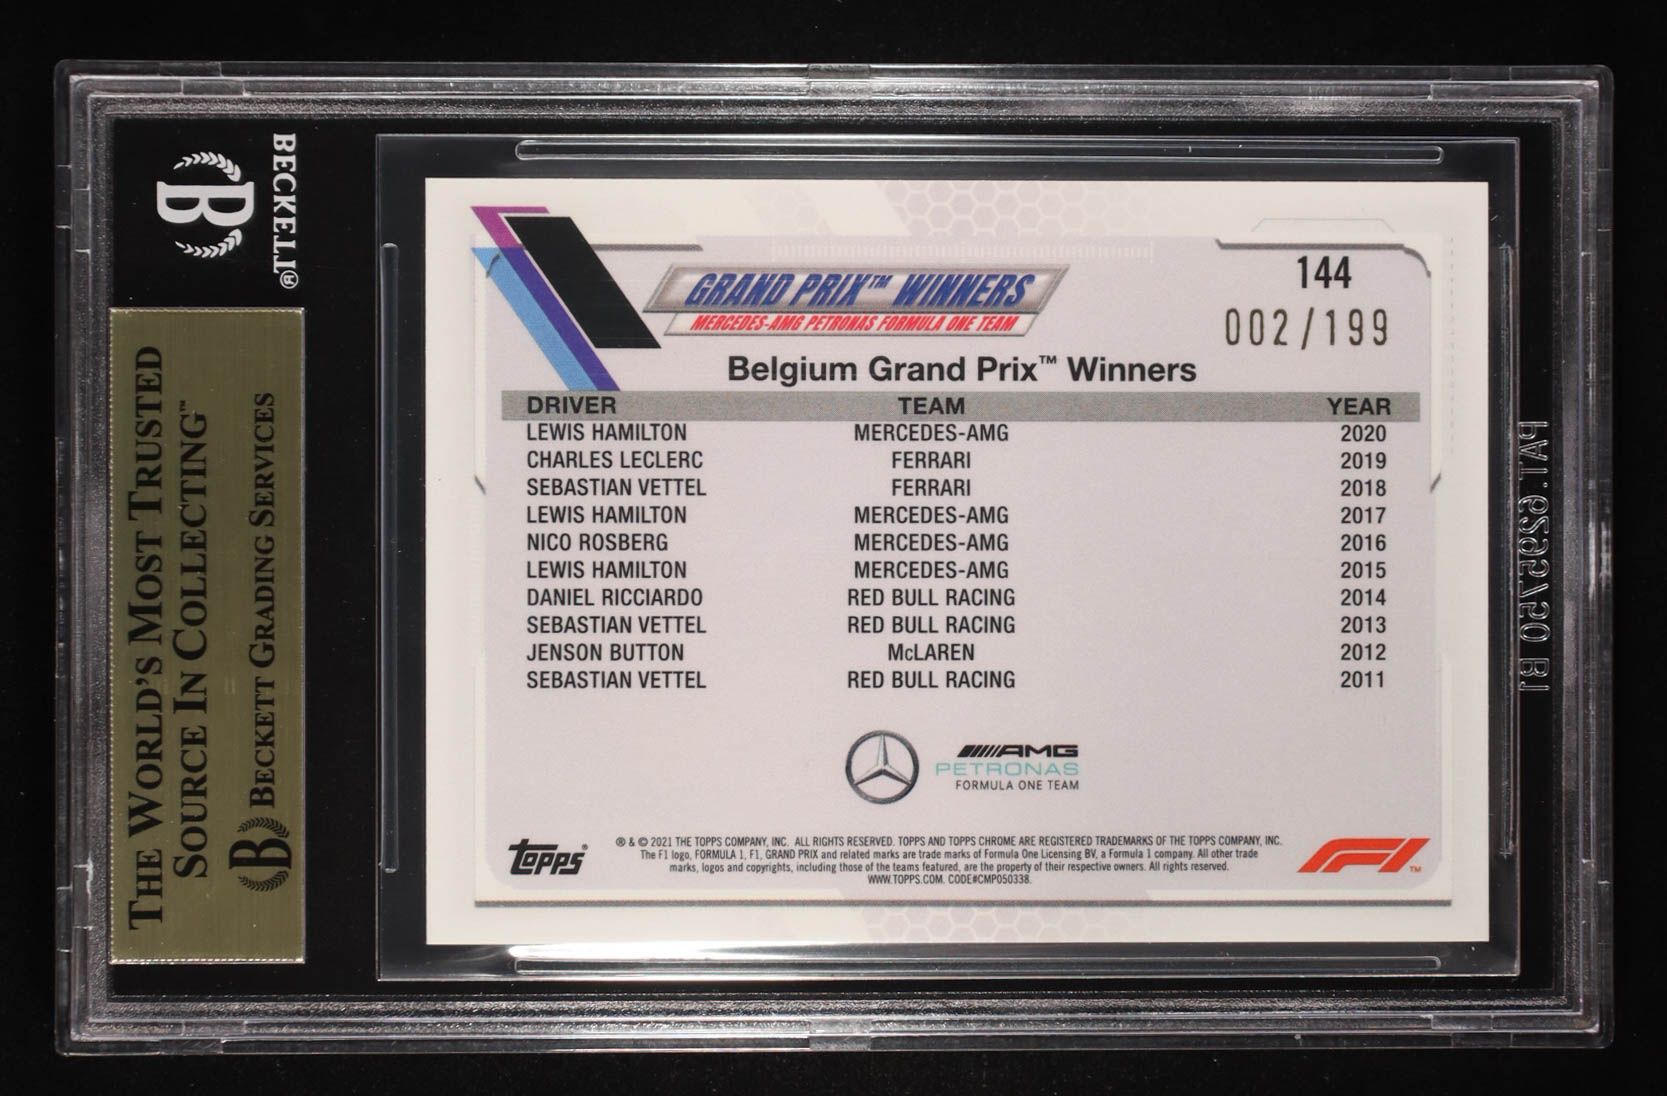 BECKETT®
B
THE WORLD'S MOST TRUSTED
SOURCE IN COLLECTING™
B BECKETT GRADING SERVICES
144
002/199
GRAND PRIX™ WINNERS
MERCEDES-AMG PETRONAS FORMULA ONE TEAM
Belgium Grand Prix™ Winners
DRIVER TEAM YEAR
LEWIS HAMILTON MERCEDES-AMG 2020
CHARLES LECLERC FERRARI 2019
SEBASTIAN VETTEL FERRARI 2018
LEWIS HAMILTON MERCEDES-AMG 2017
NICO ROSBERG MERCEDES-AMG 2016
LEWIS HAMILTON MERCEDES-AMG 2015
DANIEL RICCIARDO RED BULL RACING 2014
SEBASTIAN VETTEL RED BULL RACING 2013
JENSON BUTTON McLAREN 2012
SEBASTIAN VETTEL RED BULL RACING 2011
AMG
PETRONAS
FORMULA ONE TEAM
topps®
® & © 2021 THE TOPPS COMPANY, INC. ALL RIGHTS RESERVED. TOPPS AND TOPPS CHROME ARE REGISTERED TRADEMARKS OF THE TOPPS COMPANY, INC.
The F1 logo, FORMULA 1, F1, GRAND PRIX and related marks are trade marks of Formula One Licensing BV, a Formula 1 company. All other trade
marks, logos and copyrights, including those of the teams featured, are the property of their respective owners. All rights reserved.
WWW.TOPPS.COM. CODE#CMP050338.
F1™
PAT. 6295750 B1